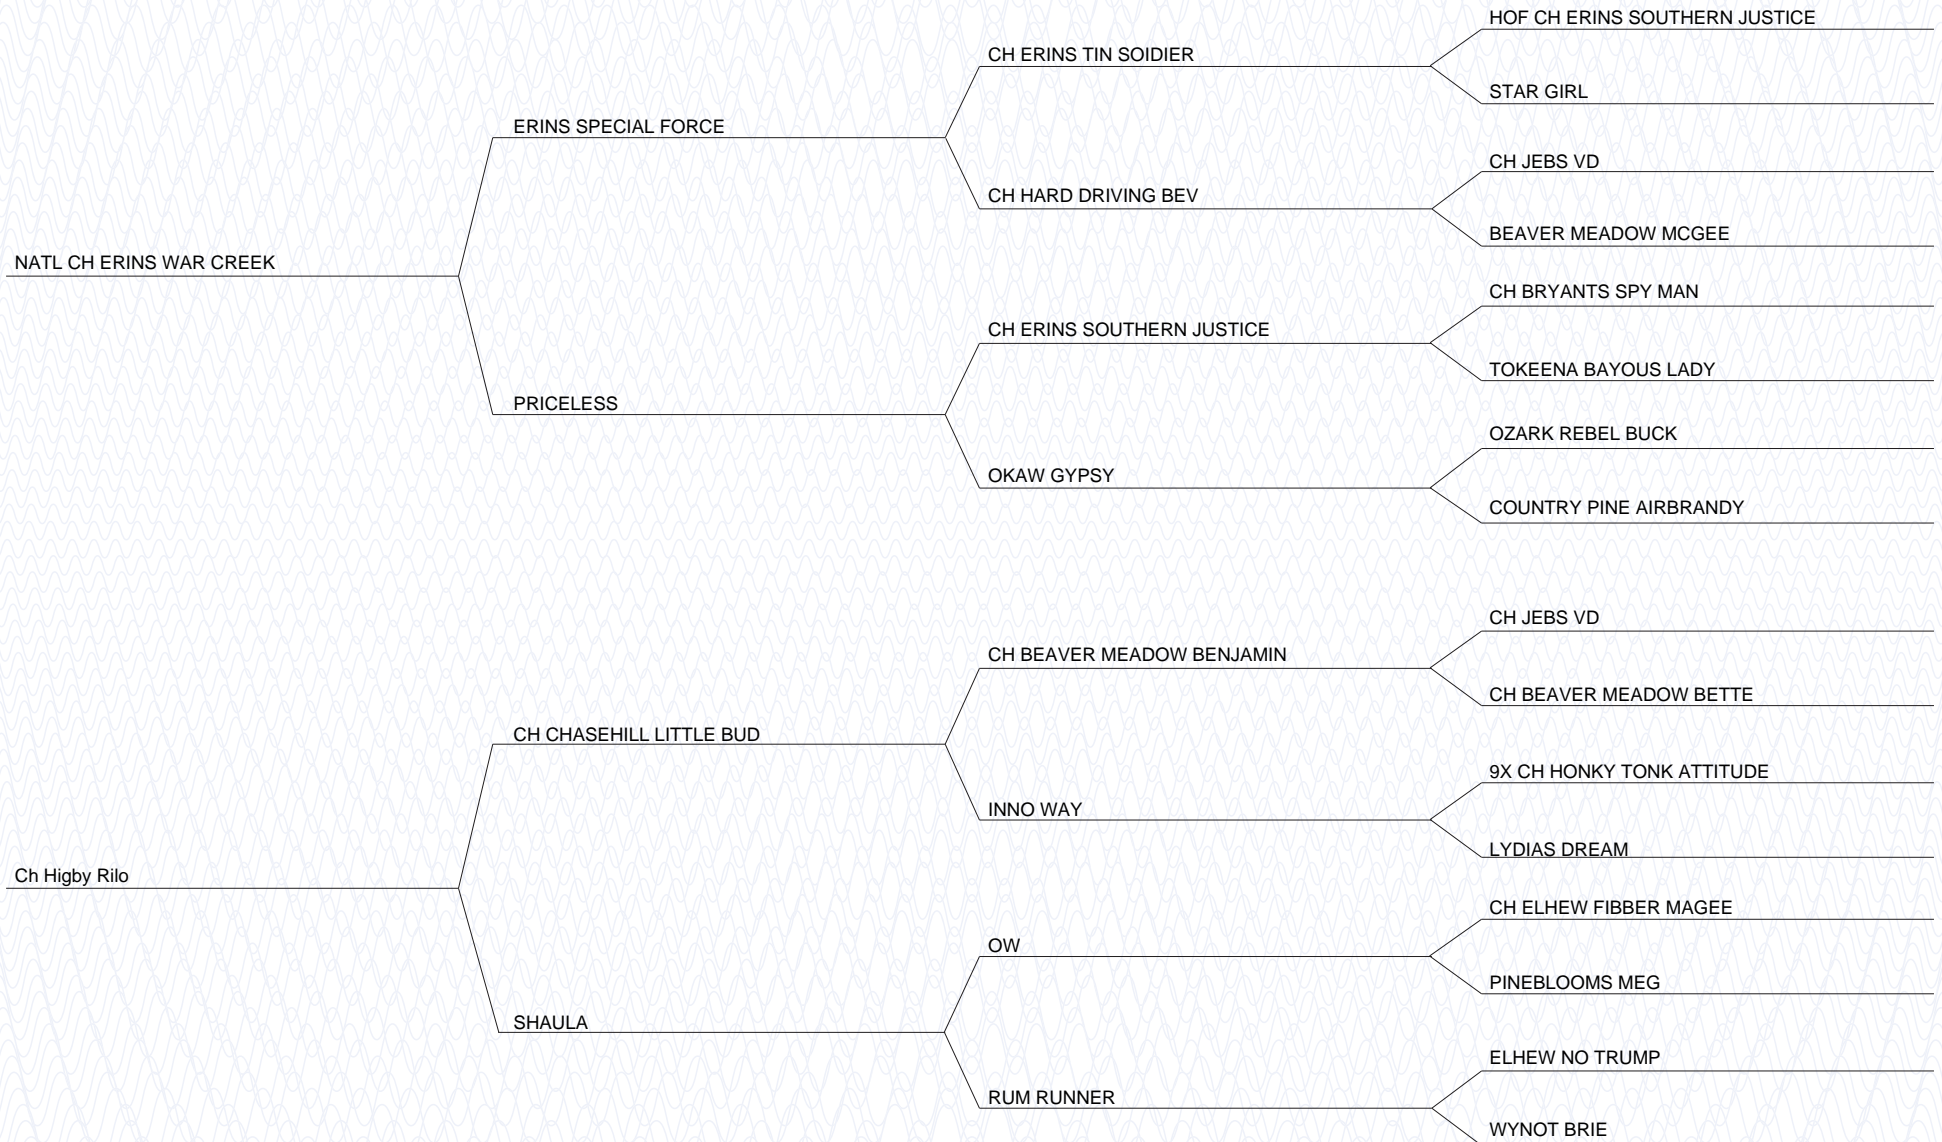 HOF CH ERINS SOUTHERN JUSTICE
CH ERINS TIN SOIDIER
STAR GIRL
ERINS SPECIAL FORCE
CH JEBS VD
CH HARD DRIVING BEV
BEAVER MEADOW MCGEE
NATL CH ERINS WAR CREEK
CH BRYANTS SPY MAN
CH ERINS SOUTHERN JUSTICE
TOKEENA BAYOUS LADY
PRICELESS
OZARK REBEL BUCK
OKAW GYPSY
COUNTRY PINE AIRBRANDY
CH JEBS VD
CH BEAVER MEADOW BENJAMIN
CH BEAVER MEADOW BETTE
CH CHASEHILL LITTLE BUD
9X CH HONKY TONK ATTITUDE
INNO WAY
LYDIAS DREAM
Ch Higby Rilo
CH ELHEW FIBBER MAGEE
OW
PINEBLOOMS MEG
SHAULA
ELHEW NO TRUMP
RUM RUNNER
WYNOT BRIE